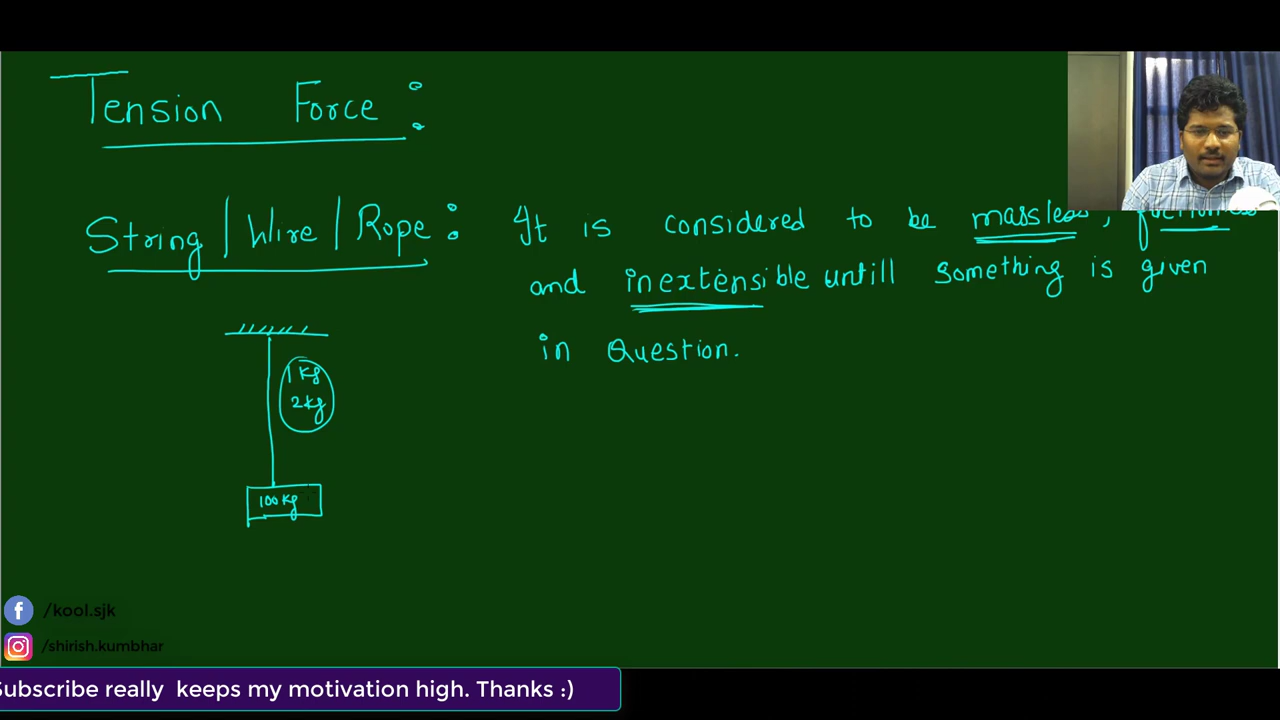 Tension Force :
String / Wire / Rope : It is considered to be massless, frictionless
and inextensible untill something is given
in Question.
1 kg
2 kg
100 kg
/kool.sjk
/shirish.kumbhar
Subscribe really keeps my motivation high. Thanks :)